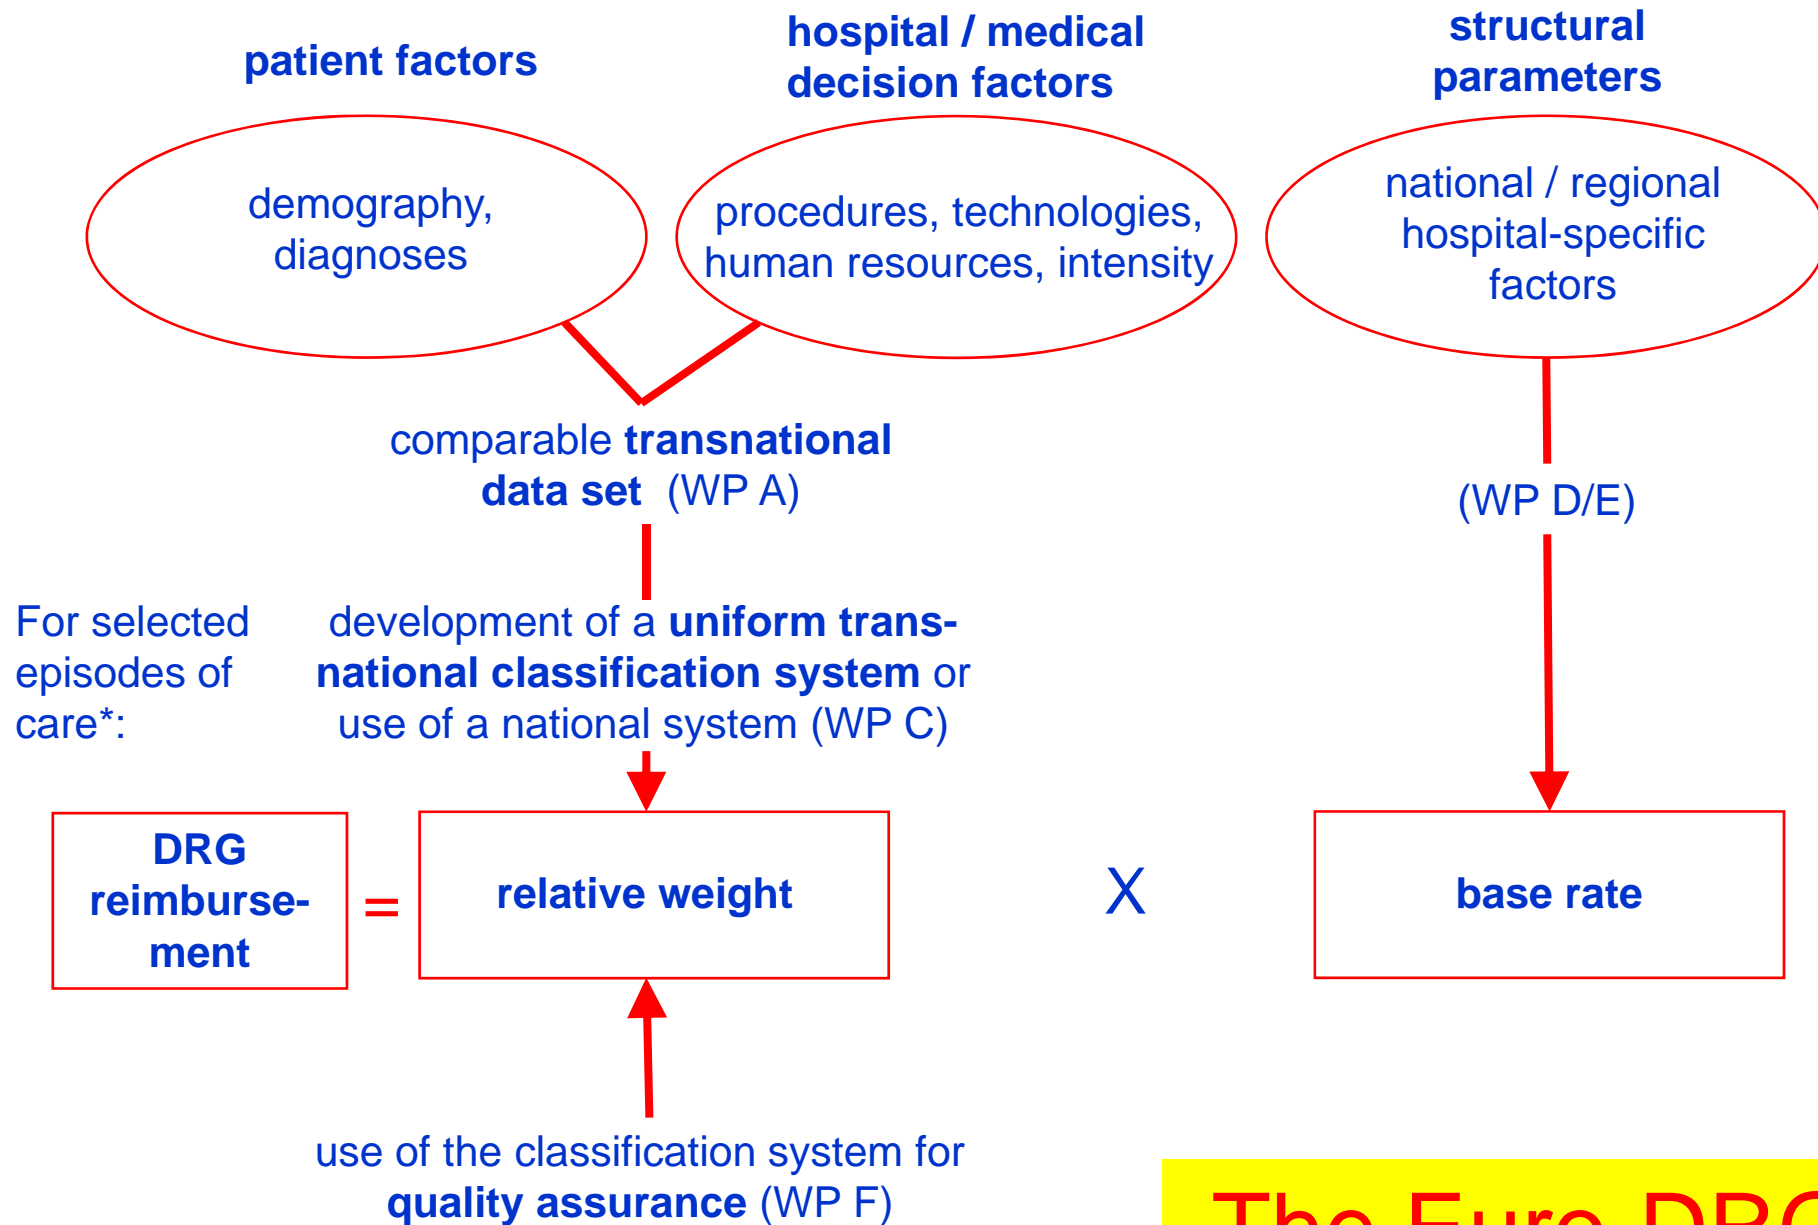 patient factors
hospital / medical
decision factors
structural
parameters
demography,
diagnoses
procedures, technologies,
human resources, intensity
national / regional
hospital-specific
factors
comparable transnational
data set (WP A)
(WP D/E)
For selected
episodes of
care*:
development of a uniform trans-
national classification system or
use of a national system (WP C)
DRG
reimburse-
ment
=
relative weight
X
base rate
use of the classification system for
quality assurance (WP F)
The Euro-DRG